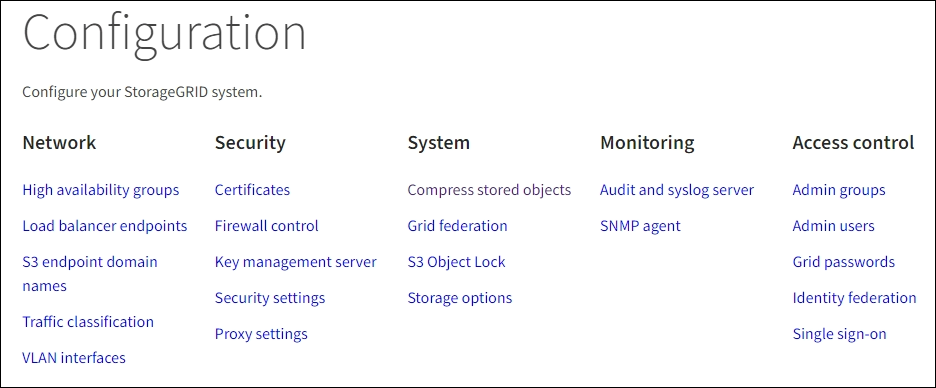 Configuration
Configure your StorageGRID system.
Network
High availability groups
Load balancer endpoints
S3 endpoint domain
names
Traffic classification
VLAN interfaces
Security
Certificates
Firewall control
Key management server
Security settings
Proxy settings
System
Compress stored objects
Grid federation
S3 Object Lock
Storage options
Monitoring
Audit and syslog server
SNMP agent
Access control
Admin groups
Admin users
Grid passwords
Identity federation
Single sign-on